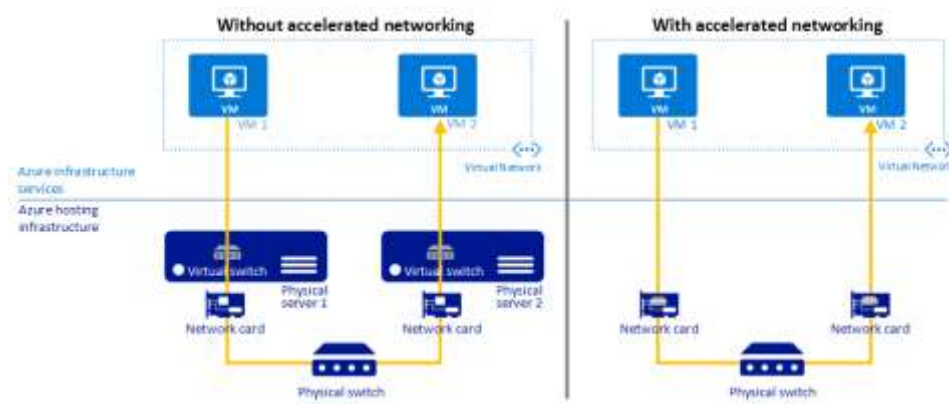 Without accelerated networking
With accelerated networking
VM
VM
VM
VM
VM 1
VM 2
VM 1
VM 2
Virtual Network
Virtual Network
Azure infrastructure
services
Azure hosting
infrastructure
Virtual switch
Virtual switch
Physical
server 1
Physical
server 2
Network card
Network card
Network card
Network card
Physical switch
Physical switch